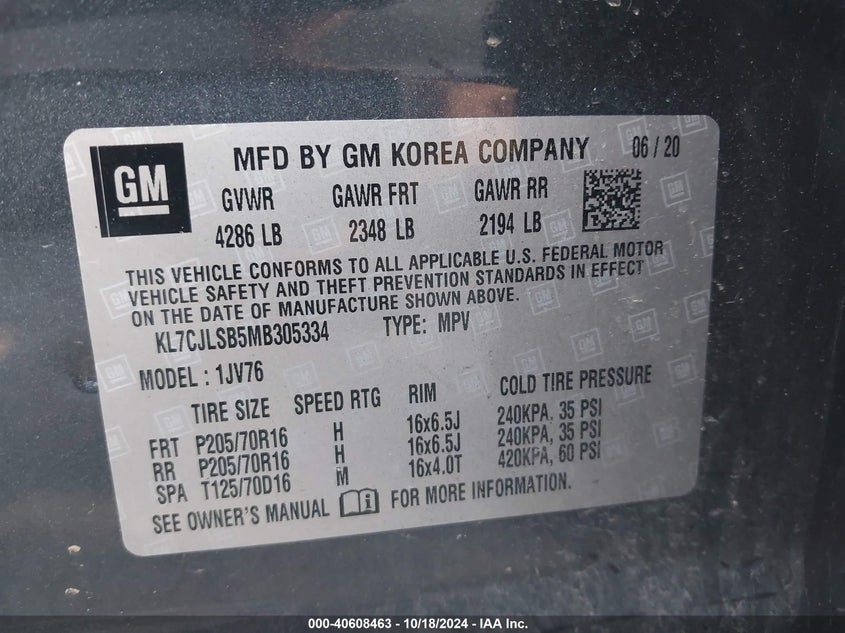 GM
MFD BY GM KOREA COMPANY 06 / 20
GVWR GAWR FRT GAWR RR
4286 LB 2348 LB 2194 LB
THIS VEHICLE CONFORMS TO ALL APPLICABLE U.S. FEDERAL MOTOR
VEHICLE SAFETY AND THEFT PREVENTION STANDARDS IN EFFECT
ON THE DATE OF MANUFACTURE SHOWN ABOVE.
KL7CJLSB5MB305334 TYPE: MPV
MODEL : 1JV76
TIRE SIZE SPEED RTG RIM COLD TIRE PRESSURE
FRT P205/70R16 H 16x6.5J 240KPA, 35 PSI
RR P205/70R16 H 16x6.5J 240KPA, 35 PSI
SPA T125/70D16 M 16x4.0T 420KPA, 60 PSI
SEE OWNER'S MANUAL FOR MORE INFORMATION.
000-40608463 - 10/18/2024 - IAA Inc.